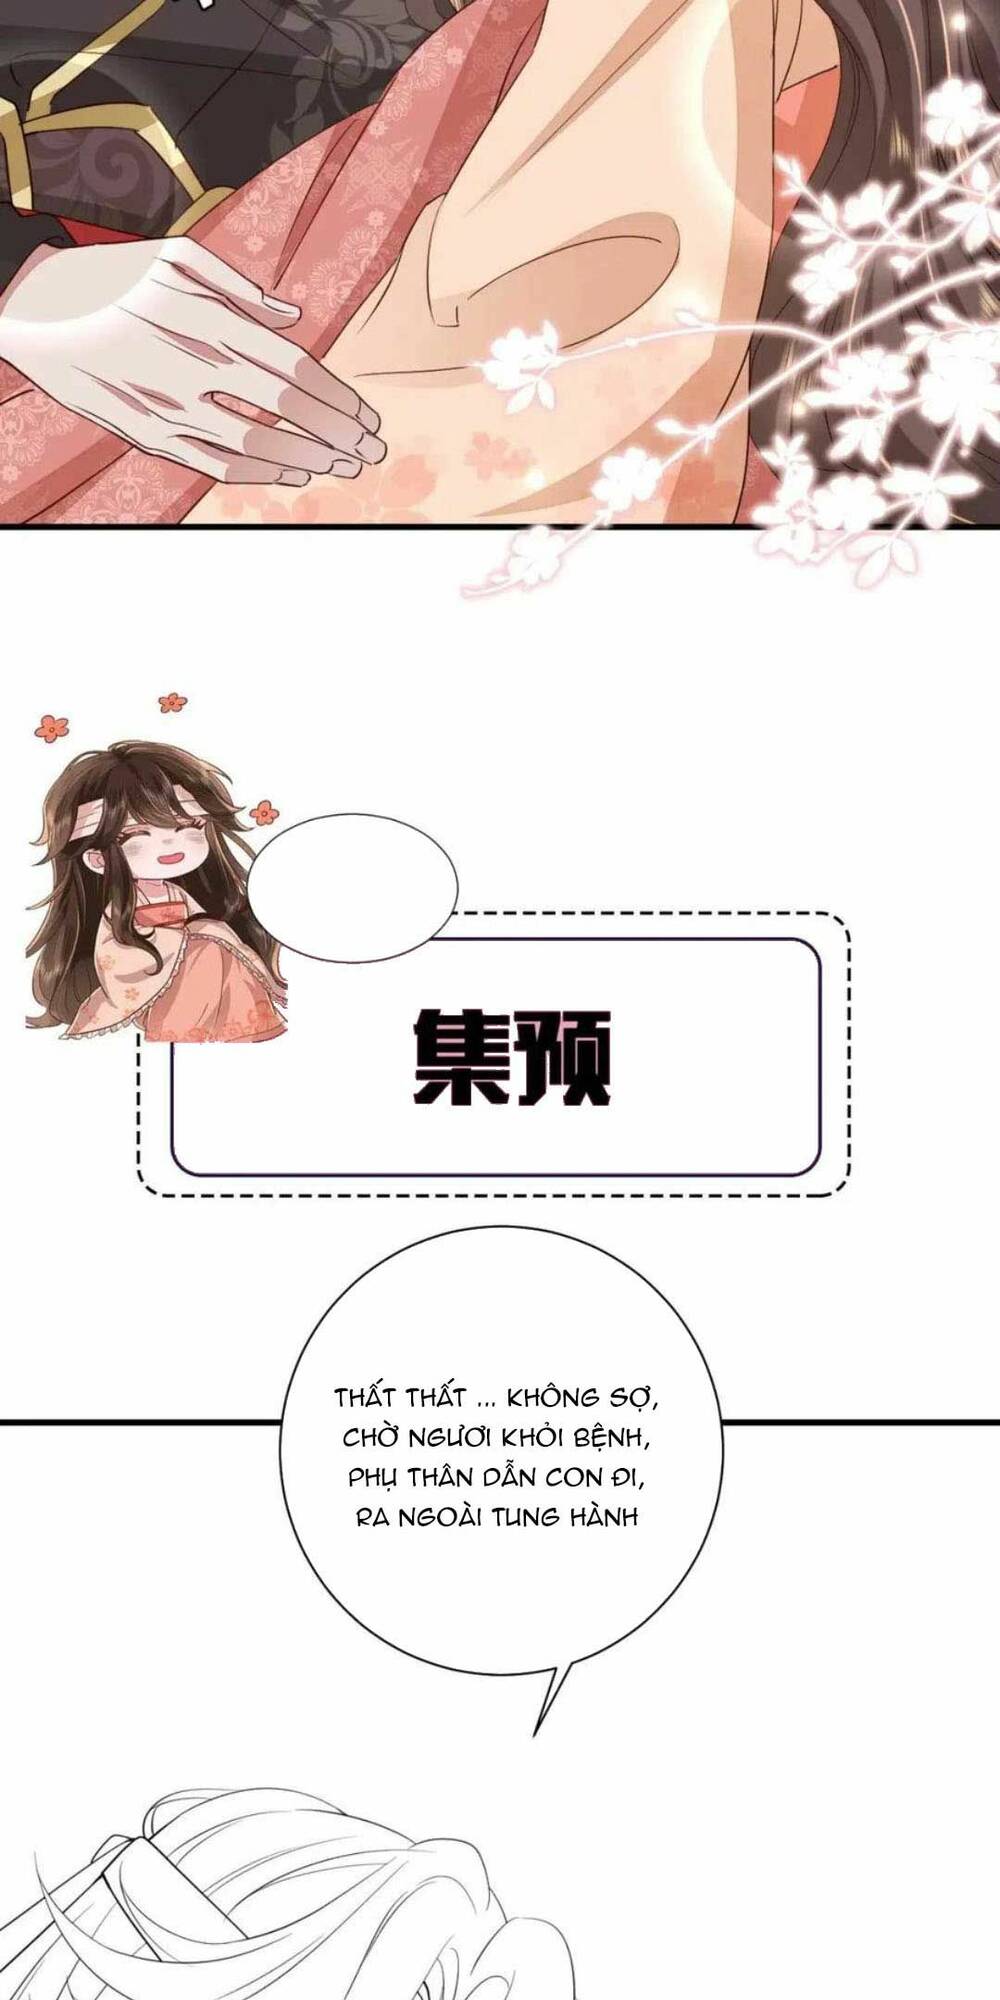 集预
THẤT THẤT ... KHÔNG SỢ,
CHỜ NGƯƠI KHỎI BỆNH,
PHỤ THÂN DẪN CON ĐI,
RA NGOÀI TUNG HÀNH